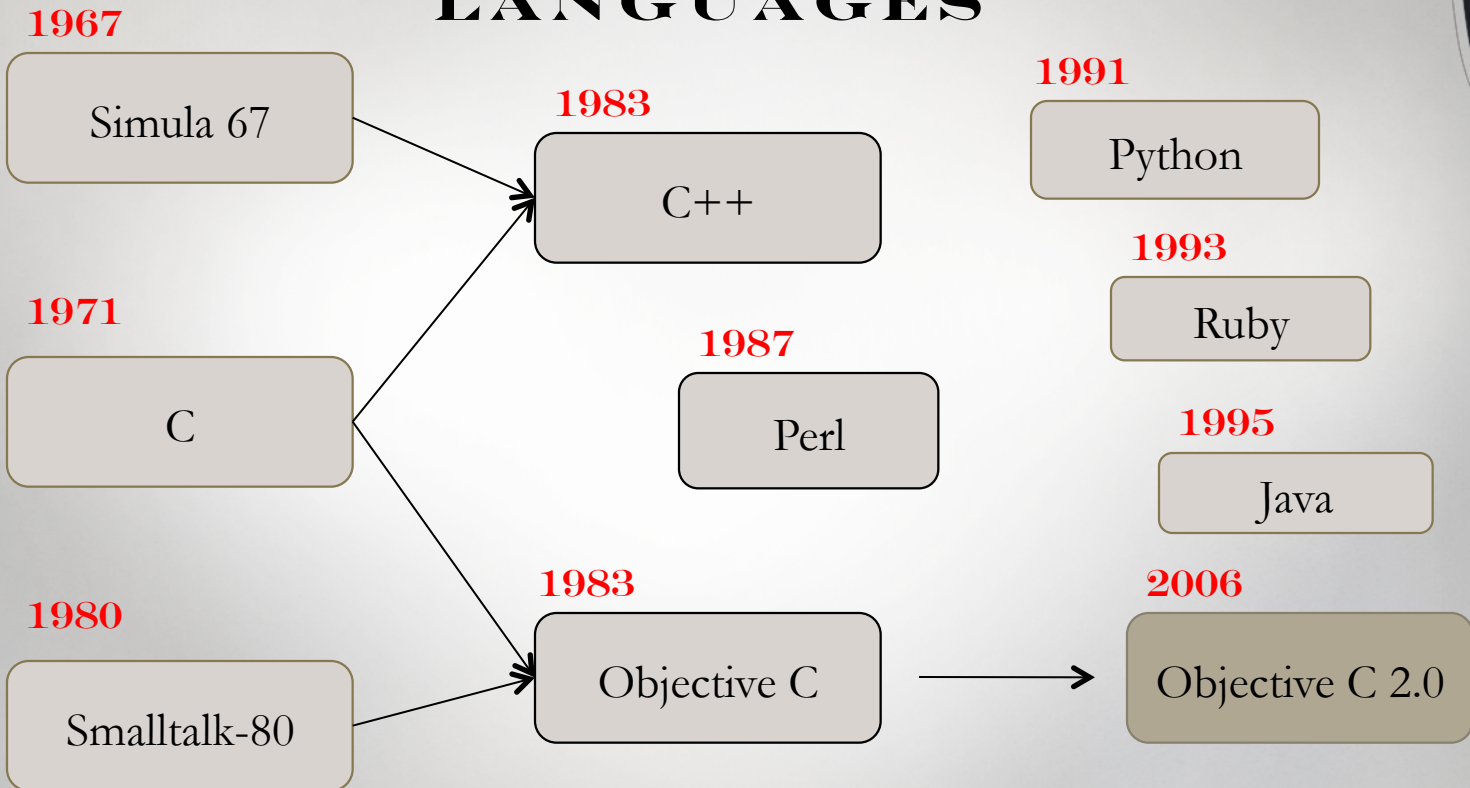 LANGUAGES
1967
Simula 67
1971
C
1980
Smalltalk-80
1983
C++
1987
Perl
1983
Objective C
1991
Python
1993
Ruby
1995
Java
2006
Objective C 2.0